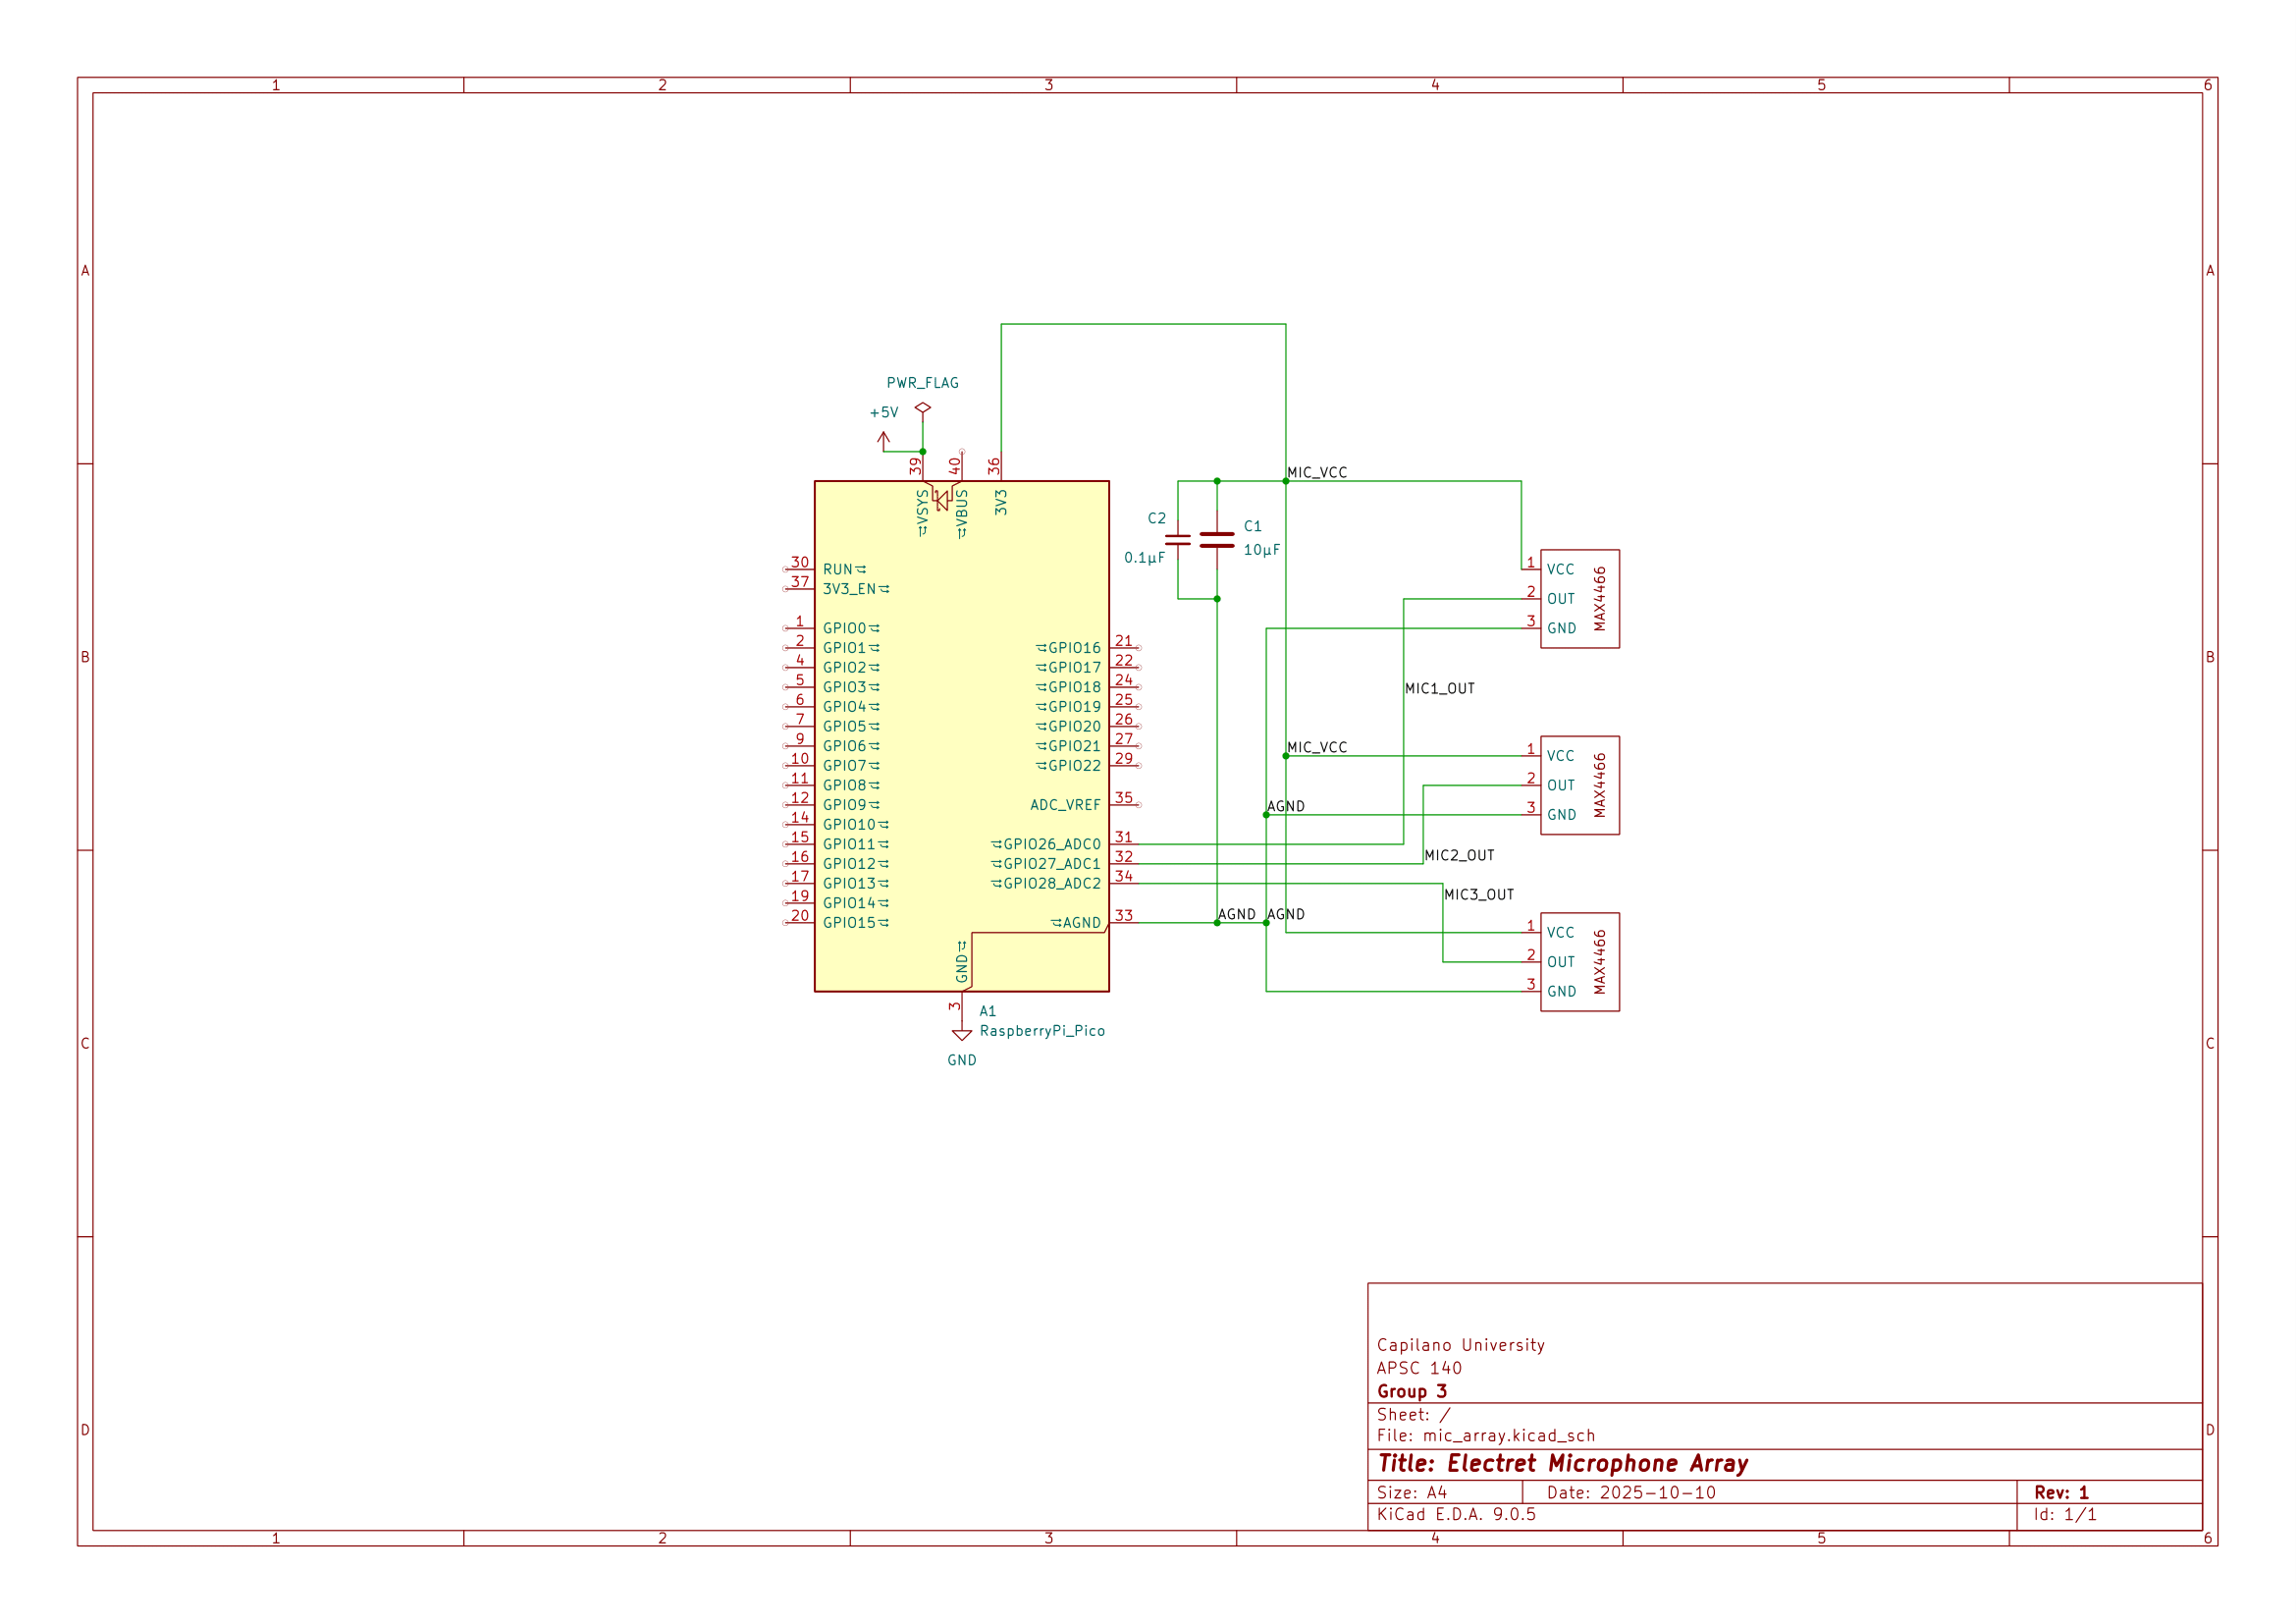 1 2 3 4 5 6
A A
B B
C C
D D
PWR_FLAG
+5V
39 40 36
VSYS VBUS 3V3
30 RUN
37 3V3_EN
1 GPIO0
2 GPIO1
4 GPIO2
5 GPIO3
6 GPIO4
7 GPIO5
9 GPIO6
10 GPIO7
11 GPIO8
12 GPIO9
14 GPIO10
15 GPIO11
16 GPIO12
17 GPIO13
19 GPIO14
20 GPIO15
GPIO16 21
GPIO17 22
GPIO18 24
GPIO19 25
GPIO20 26
GPIO21 27
GPIO22 29
ADC_VREF 35
GPIO26_ADC0 31
GPIO27_ADC1 32
GPIO28_ADC2 34
AGND 33
GND
3
A1
RaspberryPi_Pico
GND
C2
0.1µF
C1
10µF
MIC_VCC
1 VCC
2 OUT
3 GND
MAX4466
MIC1_OUT
MIC_VCC
AGND
1 VCC
2 OUT
3 GND
MAX4466
MIC2_OUT
MIC3_OUT
AGND AGND
1 VCC
2 OUT
3 GND
MAX4466
Capilano University
APSC 140
Group 3
Sheet: /
File: mic_array.kicad_sch
Title: Electret Microphone Array
Size: A4 Date: 2025-10-10 Rev: 1
KiCad E.D.A. 9.0.5 Id: 1/1
1 2 3 4 5 6